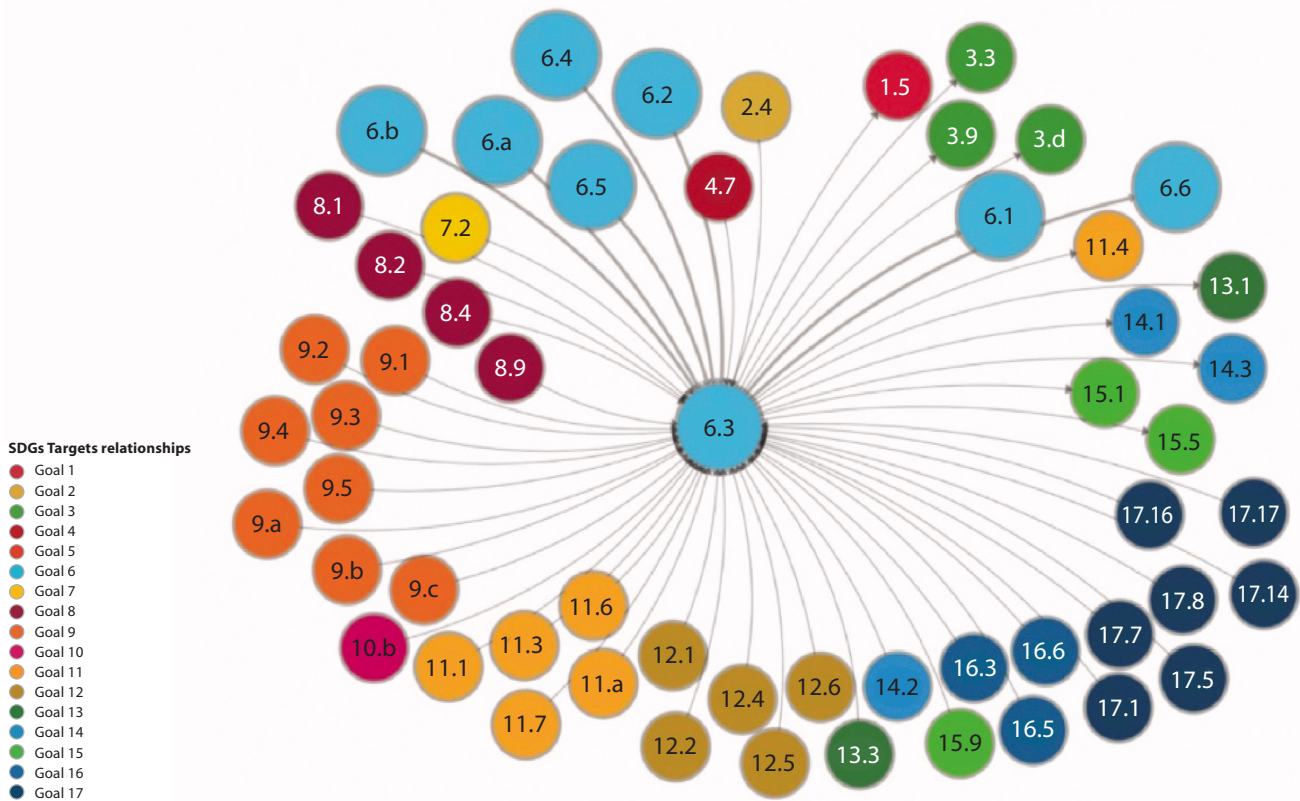 6.4
3.3
6.2
1.5
2.4
6.b
6.a
3.9
3.d
6.5
4.7
6.6
8.1
6.1
7.2
11.4
8.2
13.1
8.4
14.1
9.2
9.1
8.9
14.3
15.1
9.3
9.4
6.3
15.5
SDGs Targets relationships
Goal 1
Goal 2
Goal 3
Goal 4
Goal 5
Goal 6
Goal 7
Goal 8
Goal 9
Goal 10
Goal 11
Goal 12
Goal 13
Goal 14
Goal 15
Goal 16
Goal 17
9.5
17.16
17.17
9.a
9.b
9.c
17.8
17.14
11.6
10.b
11.1
11.3
11.a
12.1
16.3
16.6
17.7
17.5
12.4
12.6
14.2
11.7
12.2
12.5
13.3
15.9
16.5
17.1